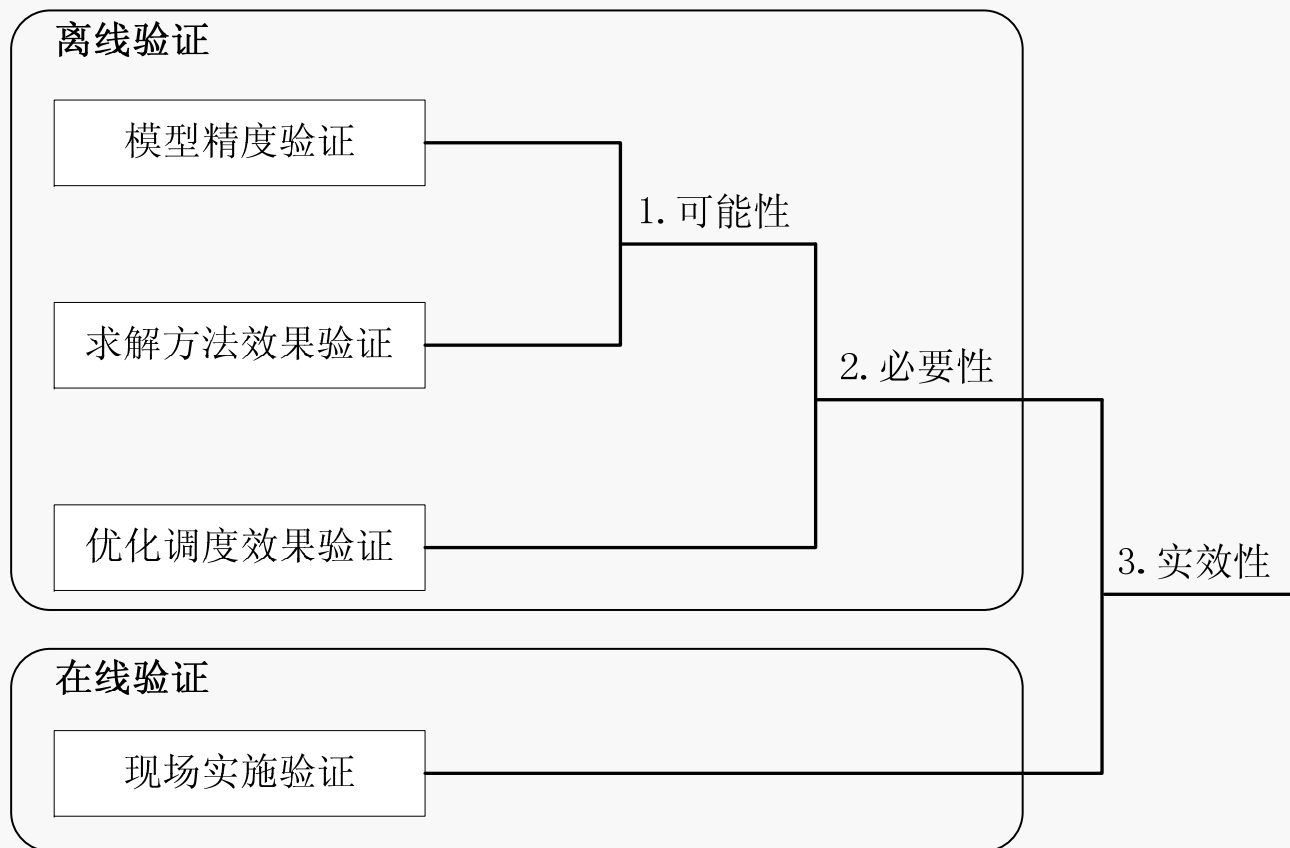 离线验证
模型精度验证
1.可能性
求解方法效果验证
2.必要性
优化调度效果验证
3.实效性
在线验证
现场实施验证